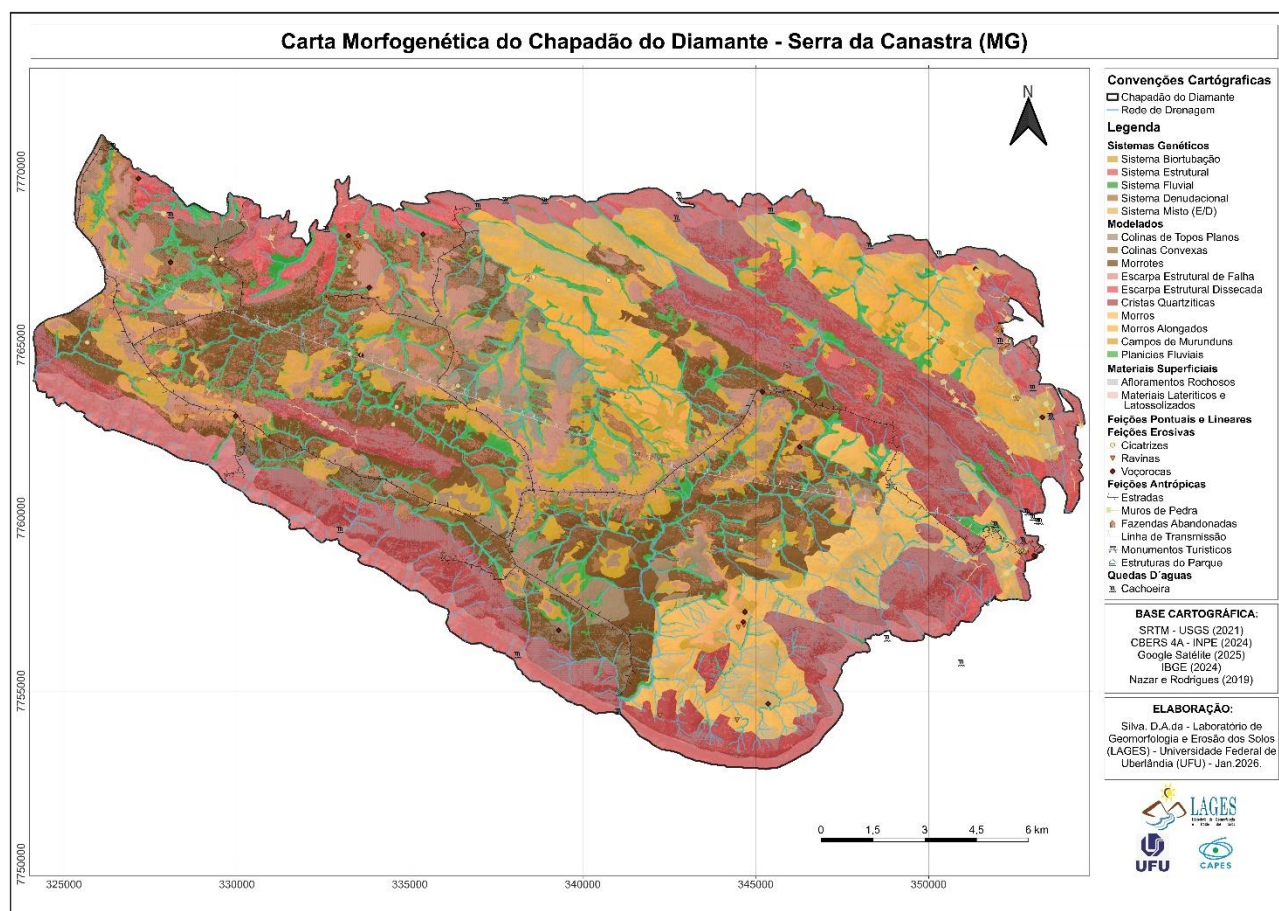 Carta Morfogenética do Chapadão do Diamante - Serra da Canastra (MG)
325000
330000
335000
340000
345000
350000
7770000
7765000
7760000
7755000
7750000
N
0 1,5 3 4,5 6 km
Convenções Cartógraficas
Chapadão do Diamante
Rede de Drenagem
Legenda
Sistemas Genéticos
Sistema Biortubação
Sistema Estrutural
Sistema Fluvial
Sistema Denudacional
Sistema Misto (E/D)
Modelados
Colinas de Topos Planos
Colinas Convexas
Morrotes
Escarpa Estrutural de Falha
Escarpa Estrutural Dissecada
Cristas Quartzíticas
Morros
Morros Alongados
Campos de Murunduns
Planícies Fluviais
Materiais Superficiais
Afloramentos Rochosos
Materiais Lateríticos e
Latossolizados
Feições Pontuais e Lineares
Feições Erosivas
Cicatrizes
Ravinas
Voçorocas
Feições Antrópicas
Estradas
Muros de Pedra
Fazendas Abandonadas
Linha de Transmissão
Monumentos Turísticos
Estruturas do Parque
Quedas D´aguas
Cachoeira
BASE CARTOGRÁFICA:
SRTM - USGS (2021)
CBERS 4A - INPE (2024)
Google Satélite (2025)
IBGE (2024)
Nazar e Rodrigues (2019)
ELABORAÇÃO:
Silva. D.A.da - Laboratório de
Geomorfologia e Erosão dos Solos
(LAGES) - Universidade Federal de
Uberlândia (UFU) - Jan.2026.
LAGES
UFU
CAPES